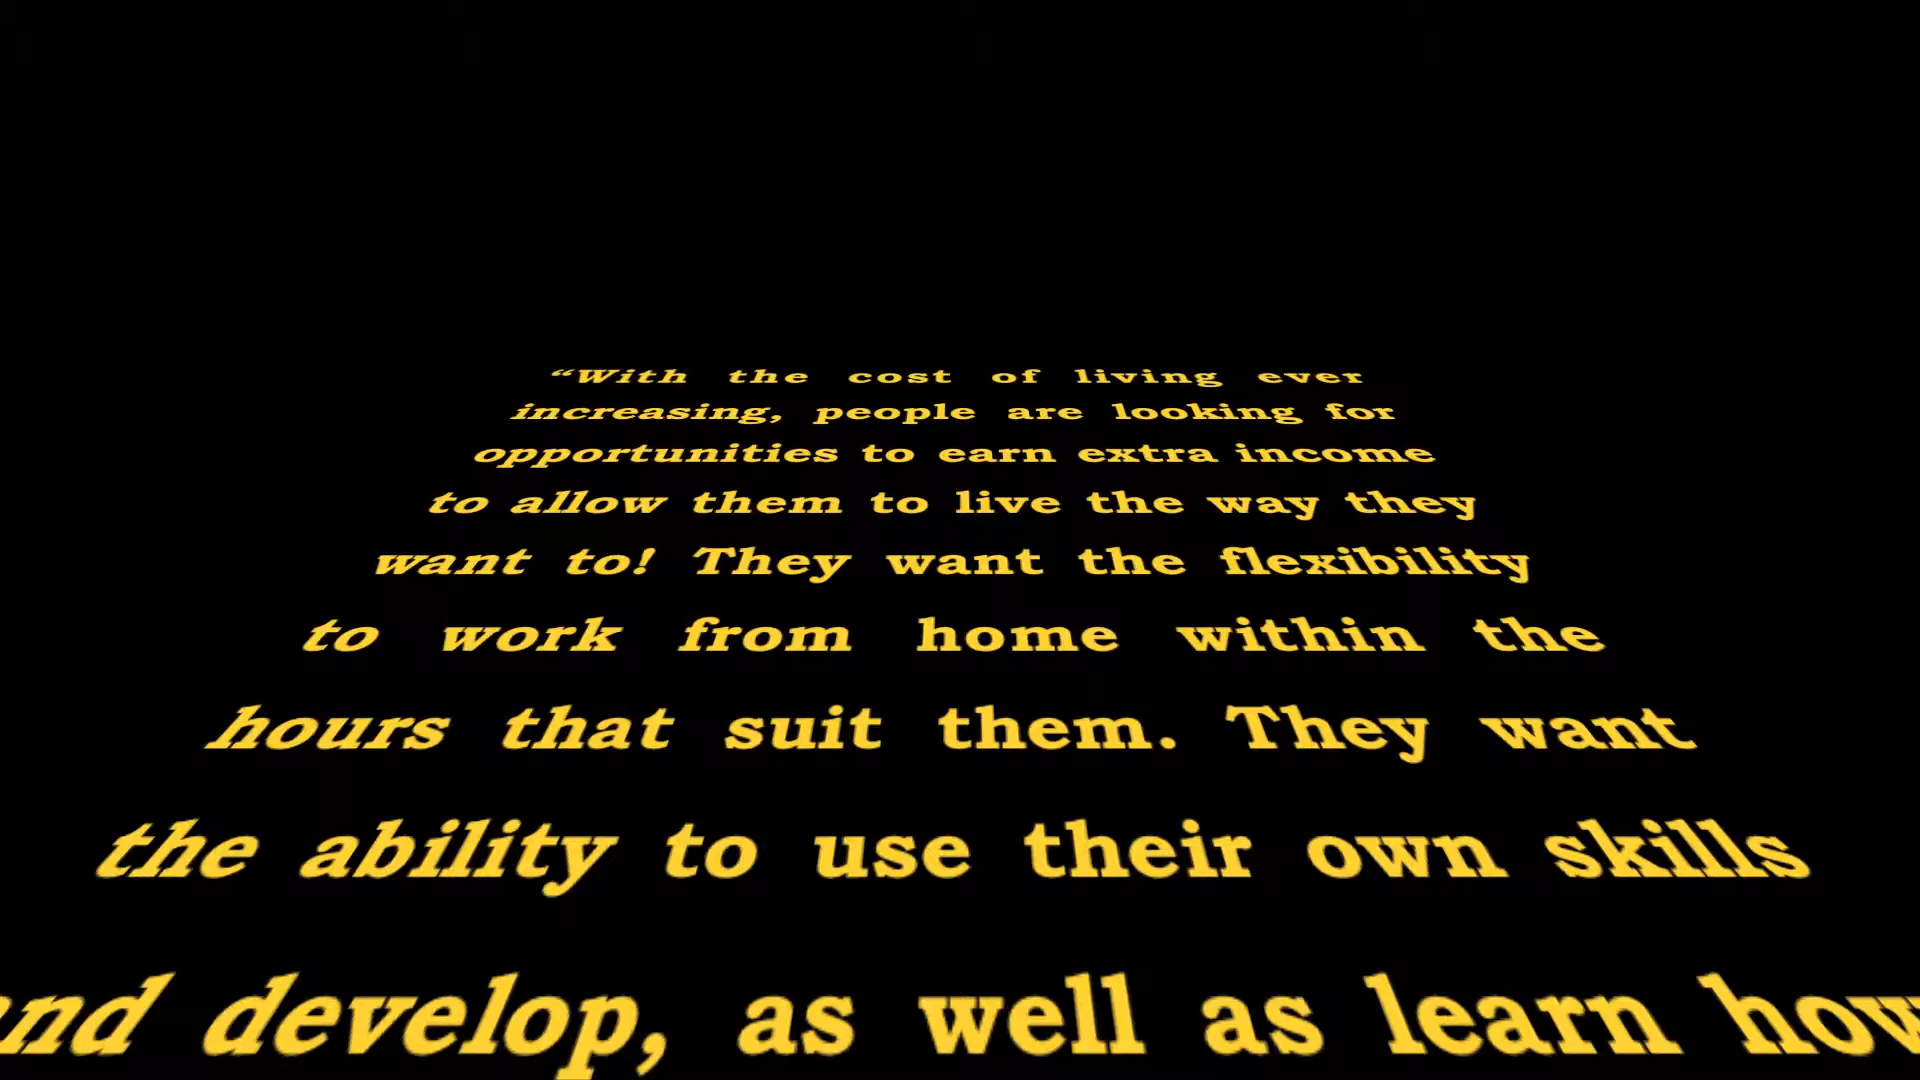 “With the cost of living ever
increasing, people are looking for
opportunities to earn extra income
to allow them to live the way they
want to! They want the flexibility
to work from home within the
hours that suit them. They want
the ability to use their own skills
and develop, as well as learn how